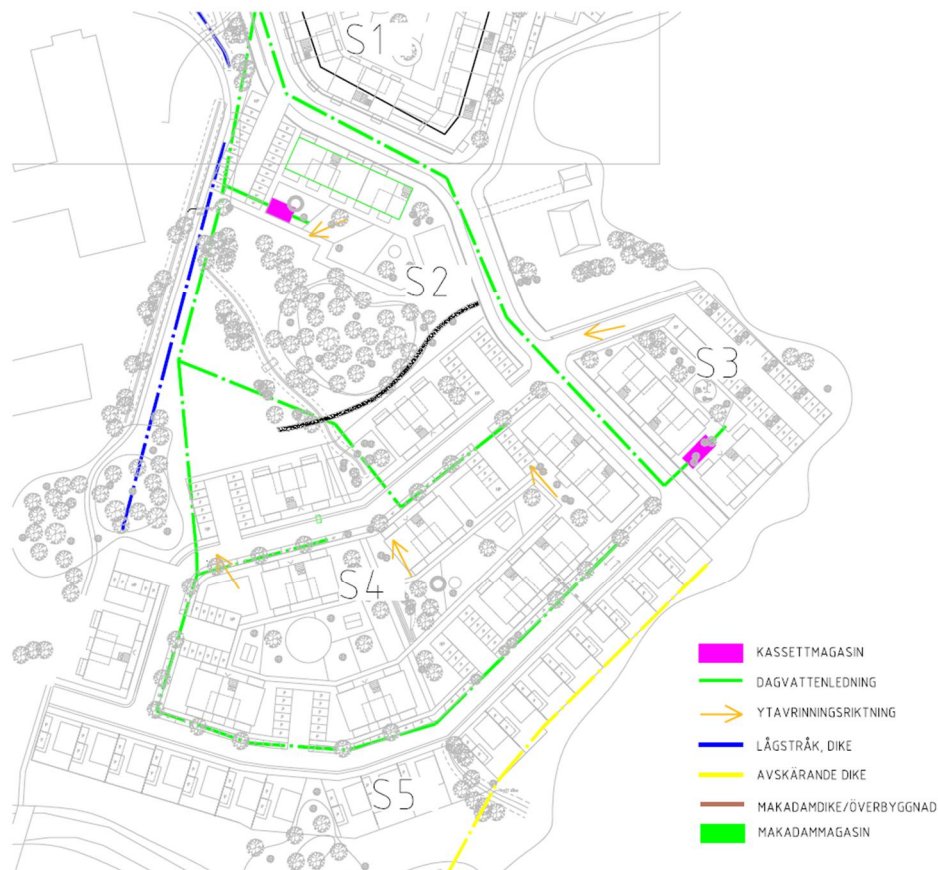 S1
S2
S3
S4
S5
KASSETTMAGASIN
DAGVATTENLEDNING
YTAVRINNINGSRIKTNING
LÅGSTRÅK, DIKE
AVSKÄRANDE DIKE
MAKADAMDIKE/ÖVERBYGGNAD
MAKADAMMAGASIN